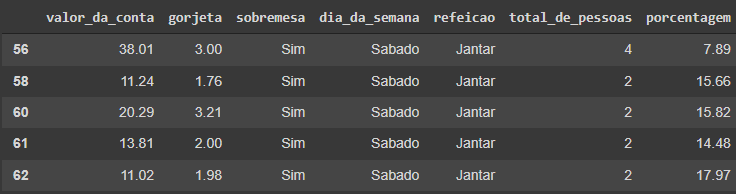 valor_da_conta gorjeta sobremesa dia_da_semana refeicao total_de_pessoas porcentagem
56 38.01 3.00 Sim Sabado Jantar 4 7.89
58 11.24 1.76 Sim Sabado Jantar 2 15.66
60 20.29 3.21 Sim Sabado Jantar 2 15.82
61 13.81 2.00 Sim Sabado Jantar 2 14.48
62 11.02 1.98 Sim Sabado Jantar 2 17.97